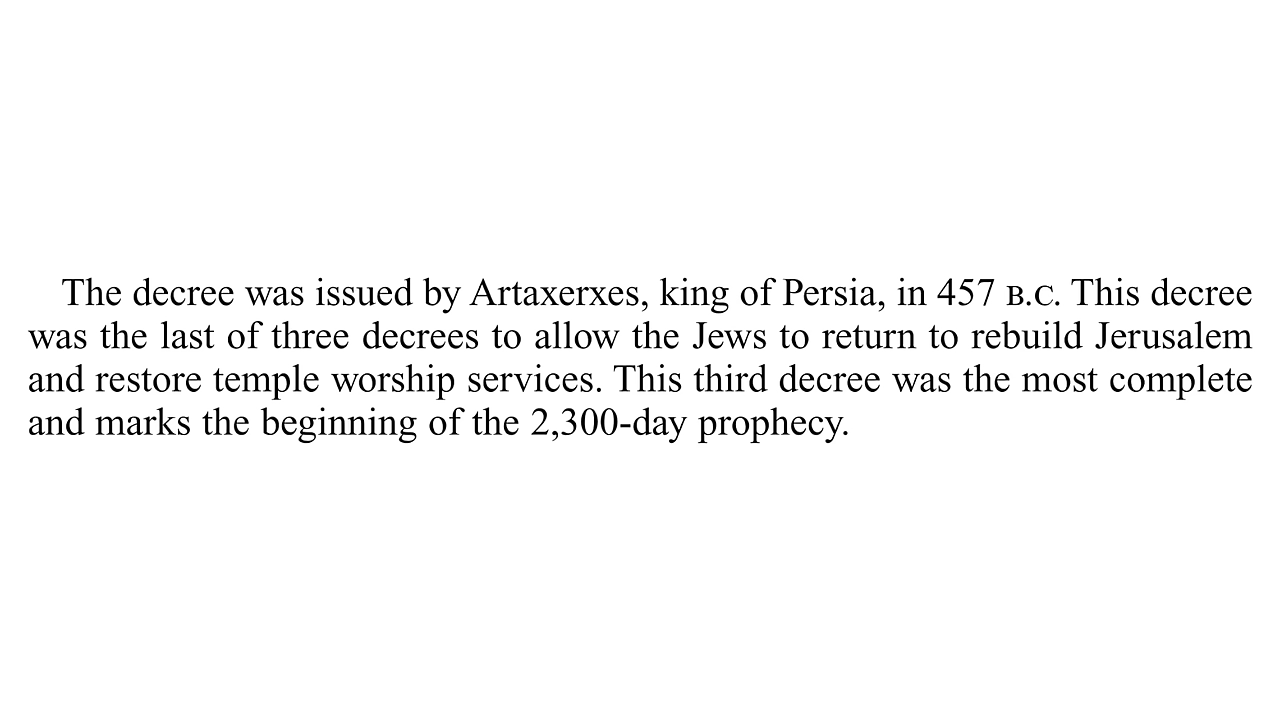 The decree was issued by Artaxerxes, king of Persia, in 457 B.C. This decree
was the last of three decrees to allow the Jews to return to rebuild Jerusalem
and restore temple worship services. This third decree was the most complete
and marks the beginning of the 2,300-day prophecy.